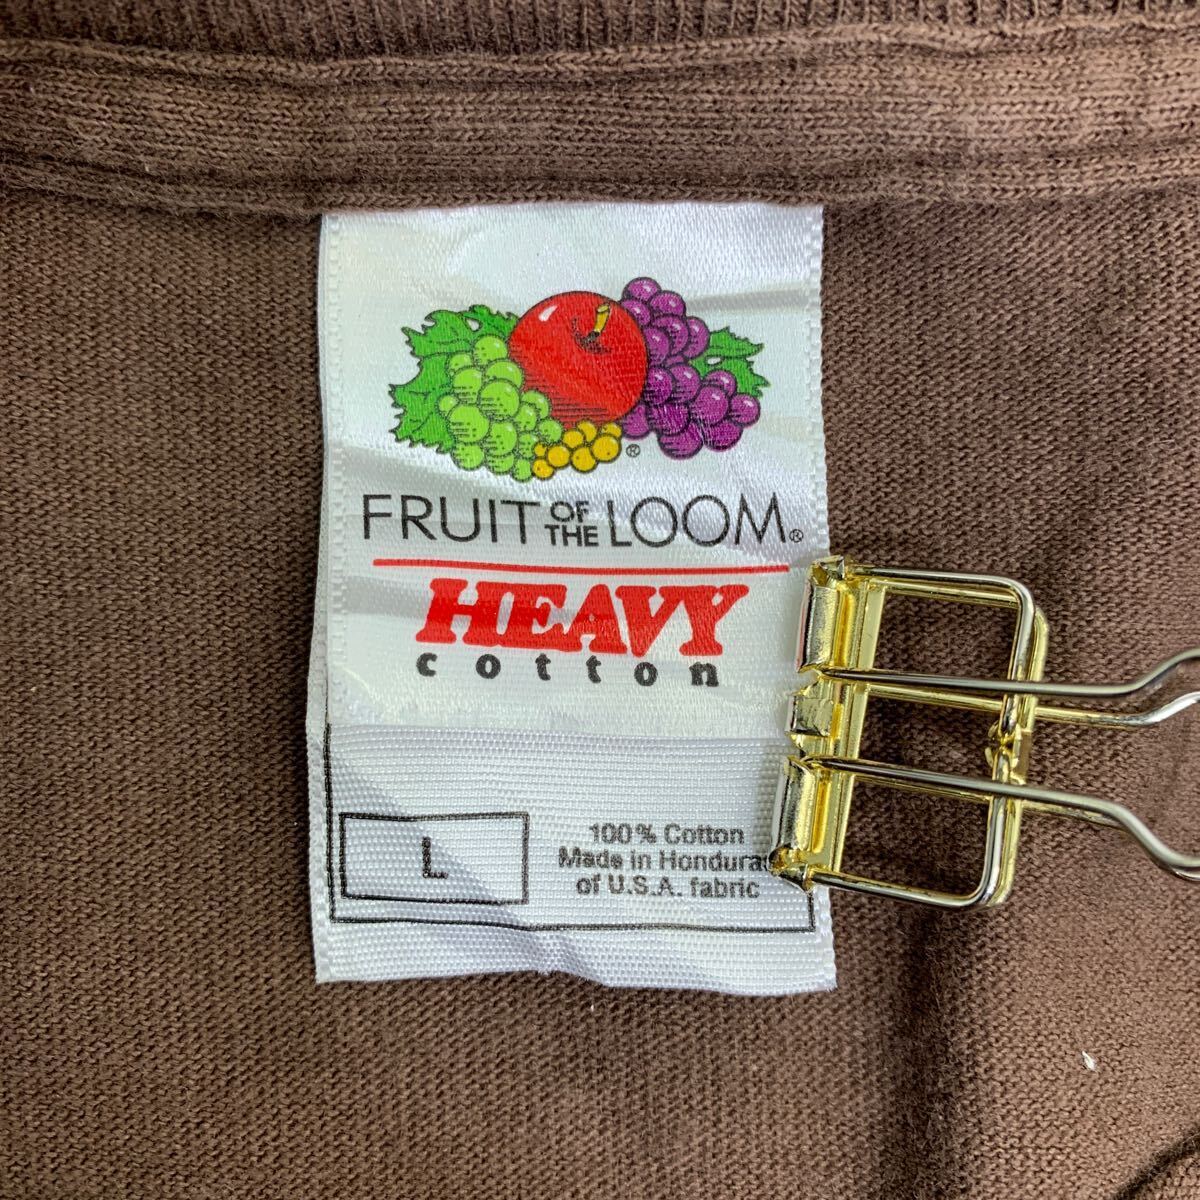 ®
FRUIT OF THE LOOM®
HEAVY
cotton
L
100% Cotton
Made in Honduras
of U.S.A. fabric